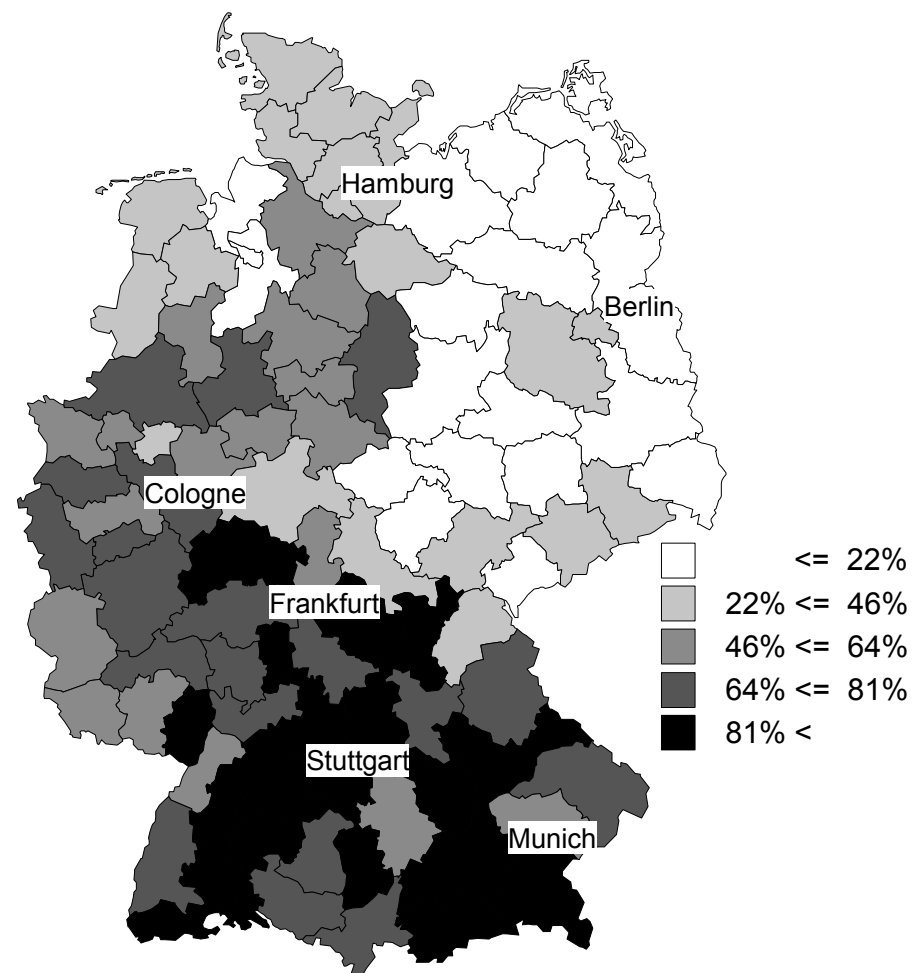 Hamburg
Berlin
Cologne
Frankfurt
Stuttgart
Munich
<= 22%
22% <= 46%
46% <= 64%
64% <= 81%
81% <